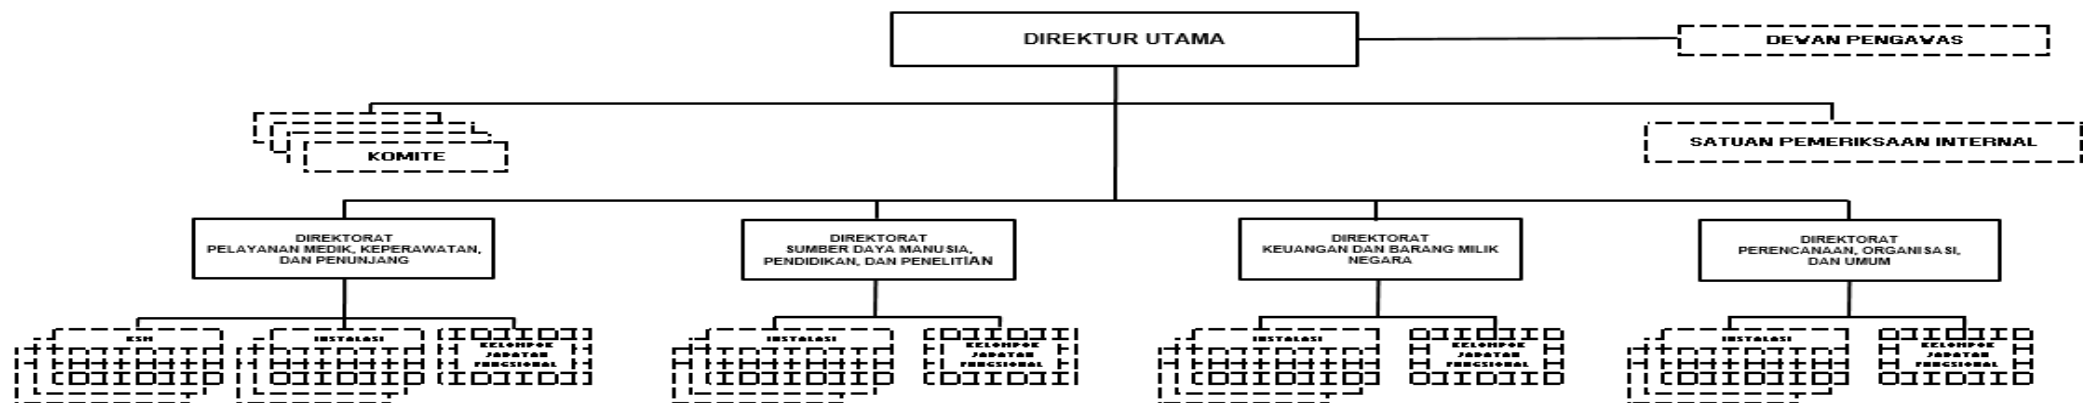 DIREKTUR UTAMA
DEWAN PENGAWAS
KOMITE
SATUAN PEMERIKSAAN INTERNAL
DIREKTORAT
PELAYANAN MEDIK, KEPERAWATAN,
DAN PENUNJANG
DIREKTORAT
SUMBER DAYA MANUSIA,
PENDIDIKAN, DAN PENELITIAN
DIREKTORAT
KEUANGAN DAN BARANG MILIK
NEGARA
DIREKTORAT
PERENCANAAN, ORGANISASI,
DAN UMUM
KSM
INSTALASI
KELOMPOK
JABATAN
FUNGSIONAL
INSTALASI
KELOMPOK
JABATAN
FUNGSIONAL
INSTALASI
KELOMPOK
JABATAN
FUNGSIONAL
INSTALASI
KELOMPOK
JABATAN
FUNGSIONAL